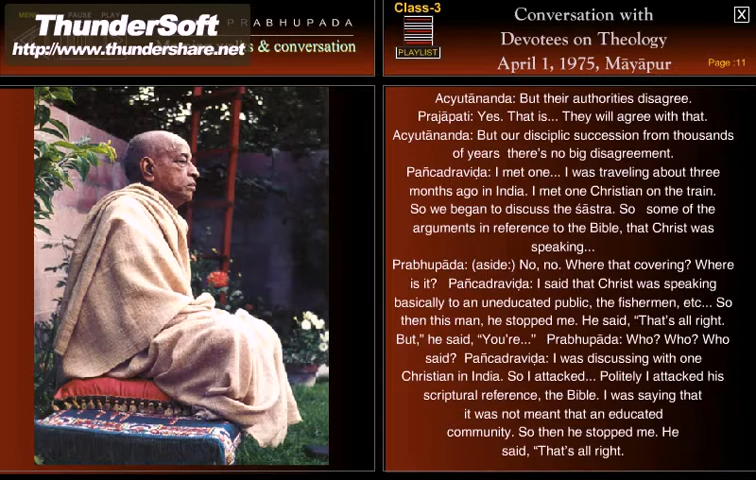 MENU PAUSE PLAY
ThunderSoft
PRABHUPADA
http://www.thundershare.net
& conversation
Class-3
PLAYLIST
Conversation with
Devotees on Theology
April 1, 1975, Māyāpur
X
Page :11
Acyutānanda: But their authorities disagree.
Prajāpati: Yes. That is... They will agree with that.
Acyutānanda: But our disciplic succession from thousands
of years there's no big disagreement.
Pañcadraviḍa: I met one... I was traveling about three
months ago in India. I met one Christian on the train.
So we began to discuss the śāstra. So some of the
arguments in reference to the Bible, that Christ was
speaking...
Prabhupāda: (aside:) No, no. Where that covering? Where
is it? Pañcadraviḍa: I said that Christ was speaking
basically to an uneducated public, the fishermen, etc... So
then this man, he stopped me. He said, “That's all right.
But,” he said, “You're...” Prabhupāda: Who? Who? Who
said? Pañcadraviḍa: I was discussing with one
Christian in India. So I attacked... Politely I attacked his
scriptural reference, the Bible. I was saying that
it was not meant that an educated
community. So then he stopped me. He
said, “That's all right.